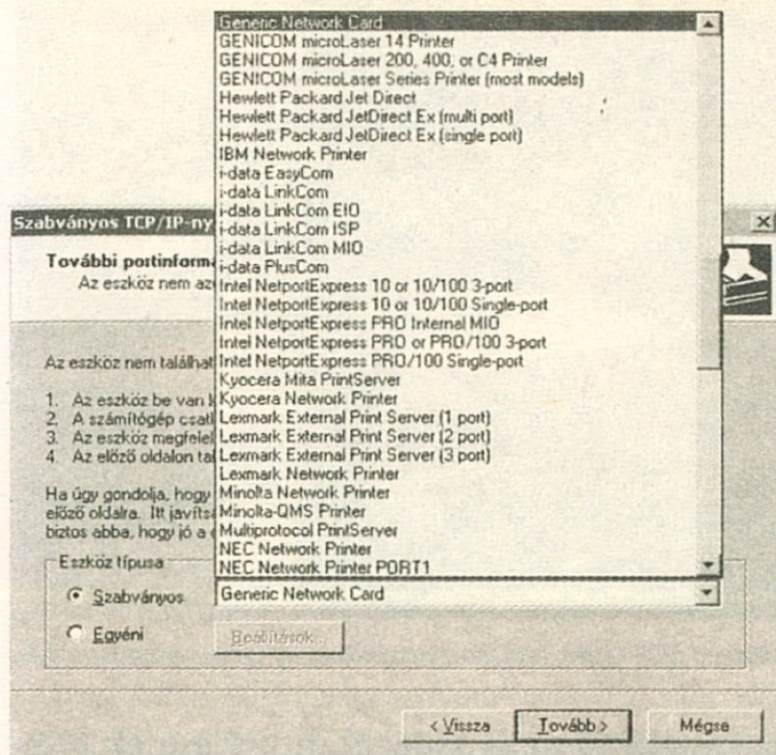 Generic Network Card
GENICOM microLaser 14 Printer
GENICOM microLaser 200, 400, or C4 Printer
GENICOM microLaser Series Printer (most models)
Hewlett Packard Jet Direct
Hewlett Packard JetDirect Ex (multi port)
Hewlett Packard JetDirect Ex (single port)
IBM Network Printer
i-data EasyCom
i-data LinkCom
i-data LinkCom EIO
i-data LinkCom ISP
i-data LinkCom MIO
i-data PlusCom
Intel NetportExpress 10 or 10/100 3-port
Intel NetportExpress 10 or 10/100 Single-port
Intel NetportExpress PRO Internal MIO
Intel NetportExpress PRO or PRO/100 3-port
Intel NetportExpress PRO/100 Single-port
Kyocera Mita PrintServer
Kyocera Network Printer
Lexmark External Print Server (1 port)
Lexmark External Print Server (2 port)
Lexmark External Print Server (3 port)
Lexmark Network Printer
Minolta Network Printer
Minolta-QMS Printer
Multiprotocol PrintServer
NEC Network Printer
NEC Network Printer PORT1
Szabványos TCP/IP-ny
További portinforma
Az eszköz nem azo
Az eszköz nem találhat
1. Az eszköz be van k
2. A számítógép csatl
3. Az eszköz megfelel
4. Az előző oldalon tal
Ha úgy gondolja, hogy
előző oldalra. Itt javíts
biztos abba, hogy jó a
Eszköz típusa
Szabványos
Generic Network Card
Egyéni
Beállítások...
< Vissza
Tovább >
Mégse